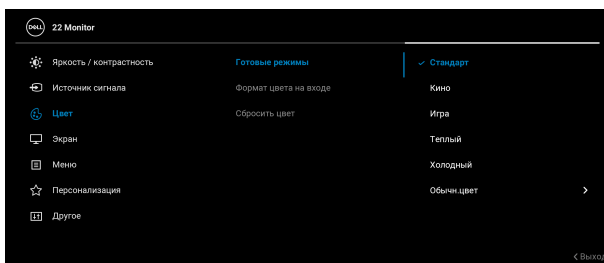 DELL 22 Monitor
Яркость / контрастность Готовые режимы Стандарт
Источник сигнала Формат цвета на входе Кино
Цвет Сбросить цвет Игра
Экран Теплый
Меню Холодный
Персонализация Обычн.цвет
Другое
Выход